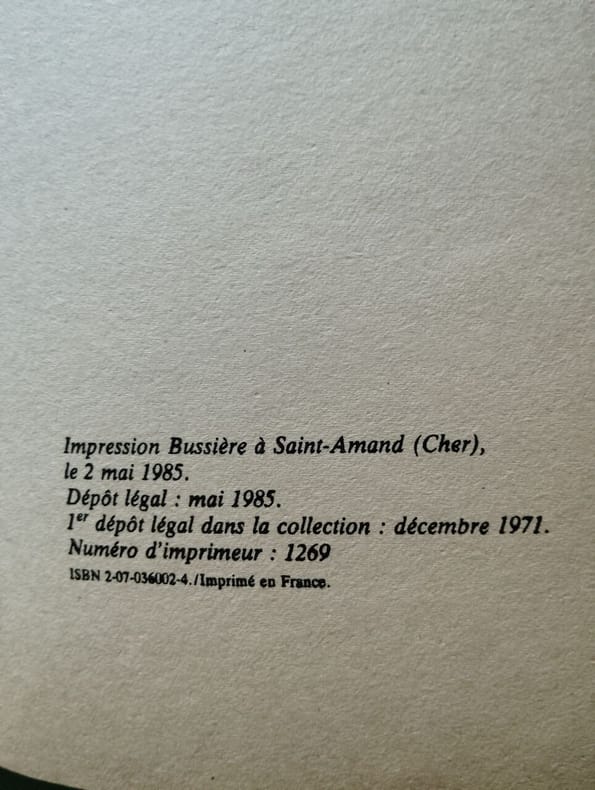 Impression Bussière à Saint-Amand (Cher),
le 2 mai 1985.
Dépôt légal : mai 1985.
1er dépôt légal dans la collection : décembre 1971.
Numéro d'imprimeur : 1269
ISBN 2-07-036002-4./Imprimé en France.